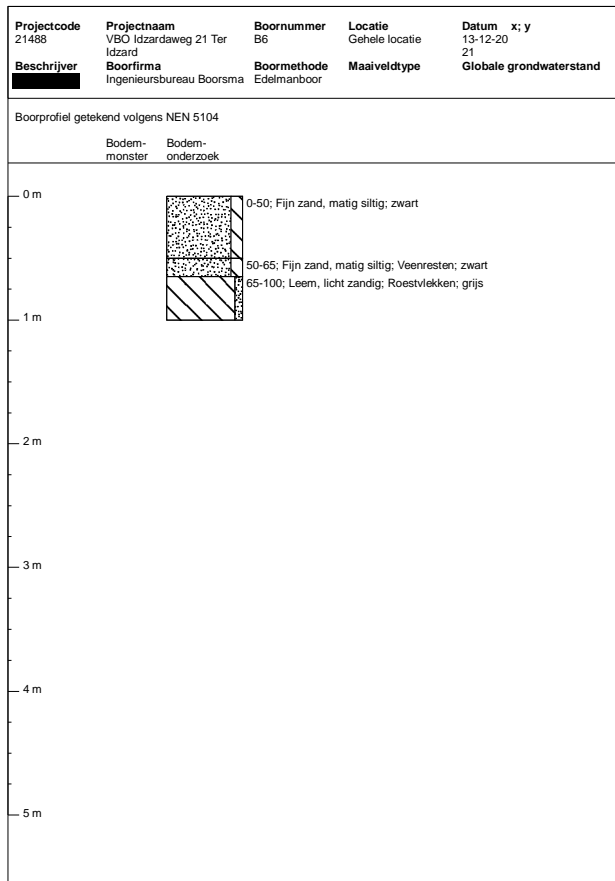 Projectcode Projectnaam Boornummer Locatie Datum x; y
21488 VBO Idzardaweg 21 Ter B6 Gehele locatie 13-12-20
Idzard 21
Beschrijver Boorfirma Boormethode Maaiveldtype Globale grondwaterstand
Ingenieursbureau Boorsma Edelmanboor
Boorprofiel getekend volgens NEN 5104
Bodem- Bodem-
monster onderzoek
0 m
0-50; Fijn zand, matig siltig; zwart
50-65; Fijn zand, matig siltig; Veenresten; zwart
65-100; Leem, licht zandig; Roestvlekken; grijs
1 m
2 m
3 m
4 m
5 m